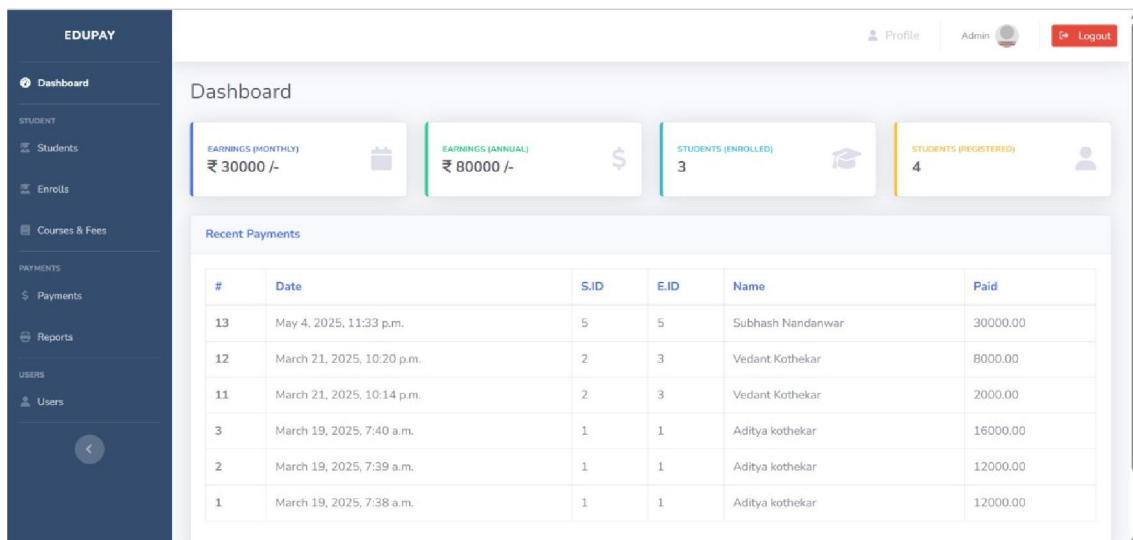 EDUPAY
Profile
Admin
Logout
Dashboard
STUDENT
Students
Enrolls
Courses & Fees
PAYMENTS
$ Payments
Reports
USERS
Users
Dashboard
EARNINGS (MONTHLY)
₹ 30000 /-
EARNINGS (ANNUAL)
₹ 80000 /-
$
STUDENTS (ENROLLED)
3
STUDENTS (REGISTERED)
4
Recent Payments
# Date S.ID E.ID Name Paid
13 May 4, 2025, 11:33 p.m. 5 5 Subhash Nandanwar 30000.00
12 March 21, 2025, 10:20 p.m. 2 3 Vedant Kothekar 8000.00
11 March 21, 2025, 10:14 p.m. 2 3 Vedant Kothekar 2000.00
3 March 19, 2025, 7:40 a.m. 1 1 Aditya kothekar 16000.00
2 March 19, 2025, 7:39 a.m. 1 1 Aditya kothekar 12000.00
1 March 19, 2025, 7:38 a.m. 1 1 Aditya kothekar 12000.00